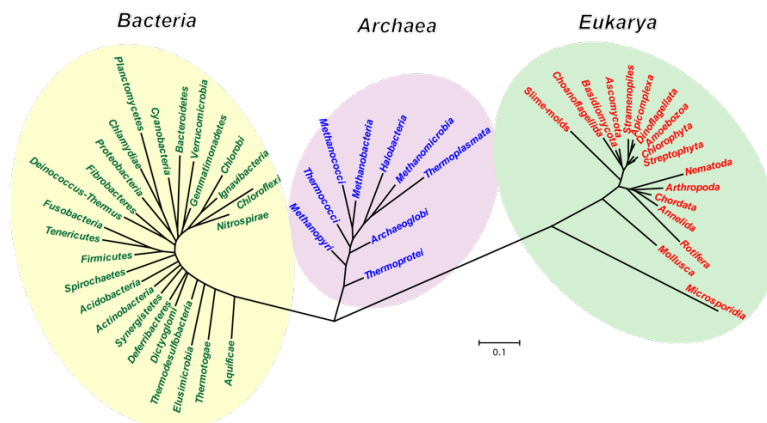 Bacteria
Archaea
Eukarya
Planctomycetes
Chlamydiae
Cyanobacteria
Bacteroidetes
Verrucomicrobia
Gemmatimonadetes
Chlorobi
Ignavibacteria
Chloroflexi
Nitrospirae
Proteobacteria
Fibrobacteres
Deinococcus-Thermus
Fusobacteria
Tenericutes
Firmicutes
Spirochaetes
Acidobacteria
Actinobacteria
Synergistetes
Deferribacteres
Dictyoglomi
Thermodesulfobacteria
Elusimicrobia
Thermotogae
Aquificae
Methanopyri
Thermococci
Methanococci
Methanobacteria
Halobacteria
Methanomicrobia
Thermoplasmata
Archaeoglobi
Thermoprotei
Slime-molds
Choanoflagellida
Basidiomycota
Ascomycota
Stramenopiles
Apicomplexa
Dinoflagellata
Amoebozoa
Chlorophyta
Streptophyta
Nematoda
Arthropoda
Chordata
Annelida
Rotifera
Mollusca
Microsporidia
0.1